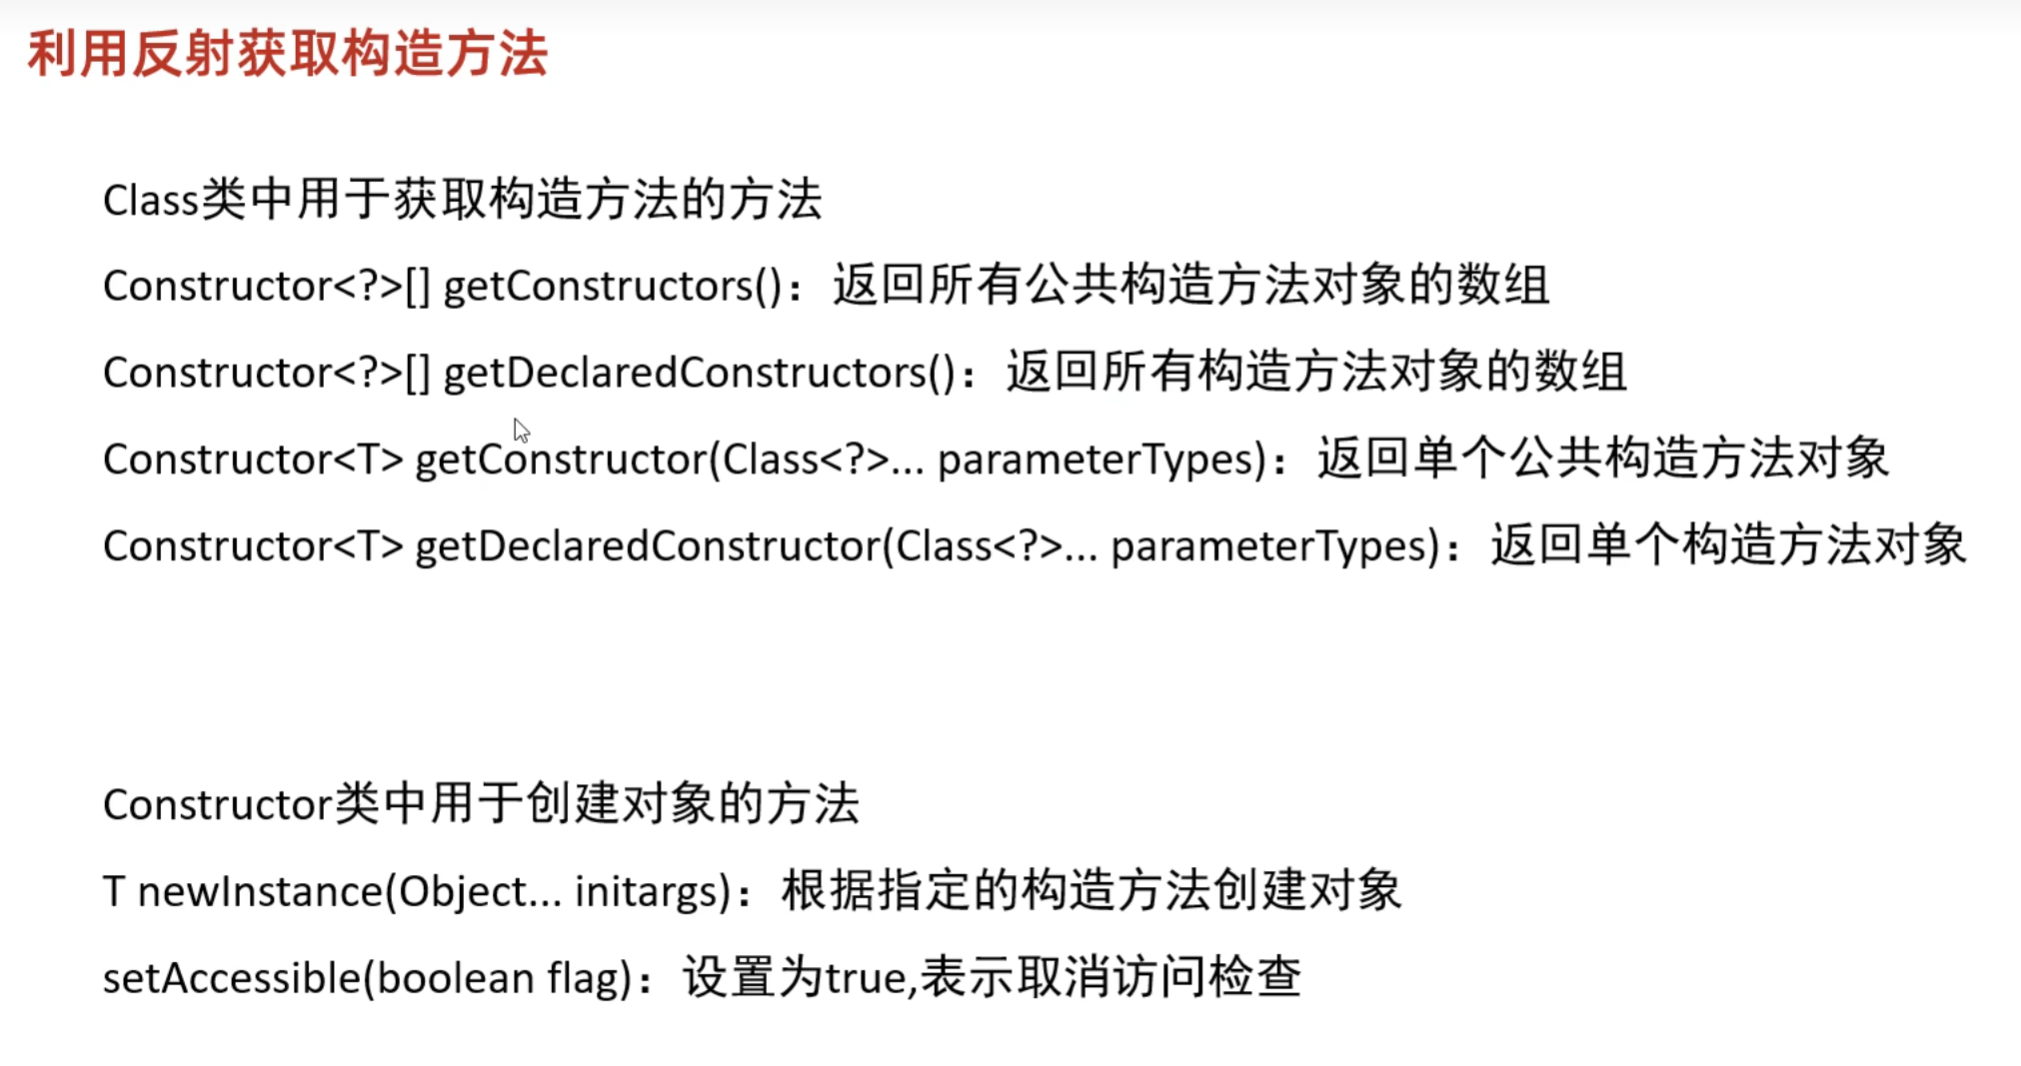 利用反射获取构造方法
Class类中用于获取构造方法的方法
Constructor<?>[] getConstructors()：返回所有公共构造方法对象的数组
Constructor<?>[] getDeclaredConstructors()：返回所有构造方法对象的数组
Constructor<T> getConstructor(Class<?>... parameterTypes)：返回单个公共构造方法对象
Constructor<T> getDeclaredConstructor(Class<?>... parameterTypes)：返回单个构造方法对象
Constructor类中用于创建对象的方法
T newInstance(Object... initargs)：根据指定的构造方法创建对象
setAccessible(boolean flag)：设置为true,表示取消访问检查